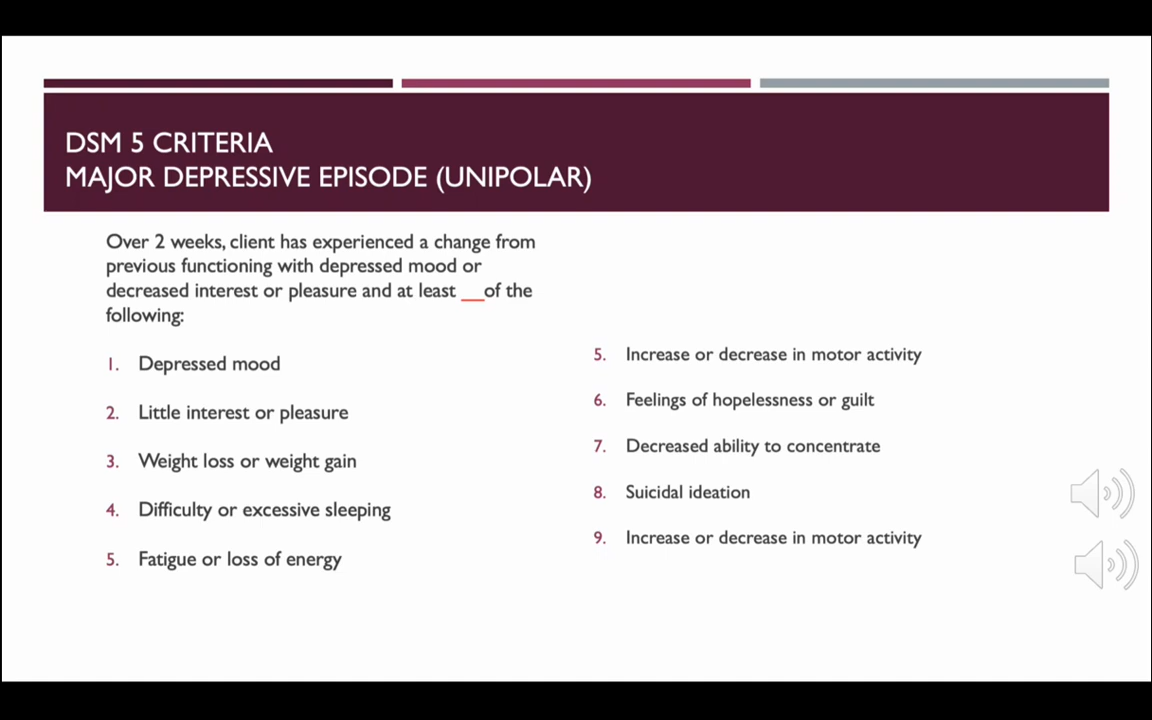 DSM 5 CRITERIA
MAJOR DEPRESSIVE EPISODE (UNIPOLAR)
Over 2 weeks, client has experienced a change from
previous functioning with depressed mood or
decreased interest or pleasure and at least __of the
following:
1. Depressed mood
2. Little interest or pleasure
3. Weight loss or weight gain
4. Difficulty or excessive sleeping
5. Fatigue or loss of energy
5. Increase or decrease in motor activity
6. Feelings of hopelessness or guilt
7. Decreased ability to concentrate
8. Suicidal ideation
9. Increase or decrease in motor activity